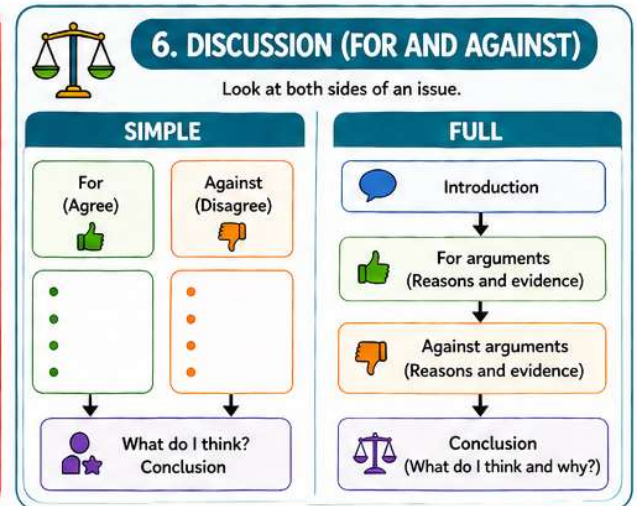 6. DISCUSSION (FOR AND AGAINST)
Look at both sides of an issue.
SIMPLE
For
(Agree)
Against
(Disagree)
What do I think?
Conclusion
FULL
Introduction
For arguments
(Reasons and evidence)
Against arguments
(Reasons and evidence)
Conclusion
(What do I think and why?)